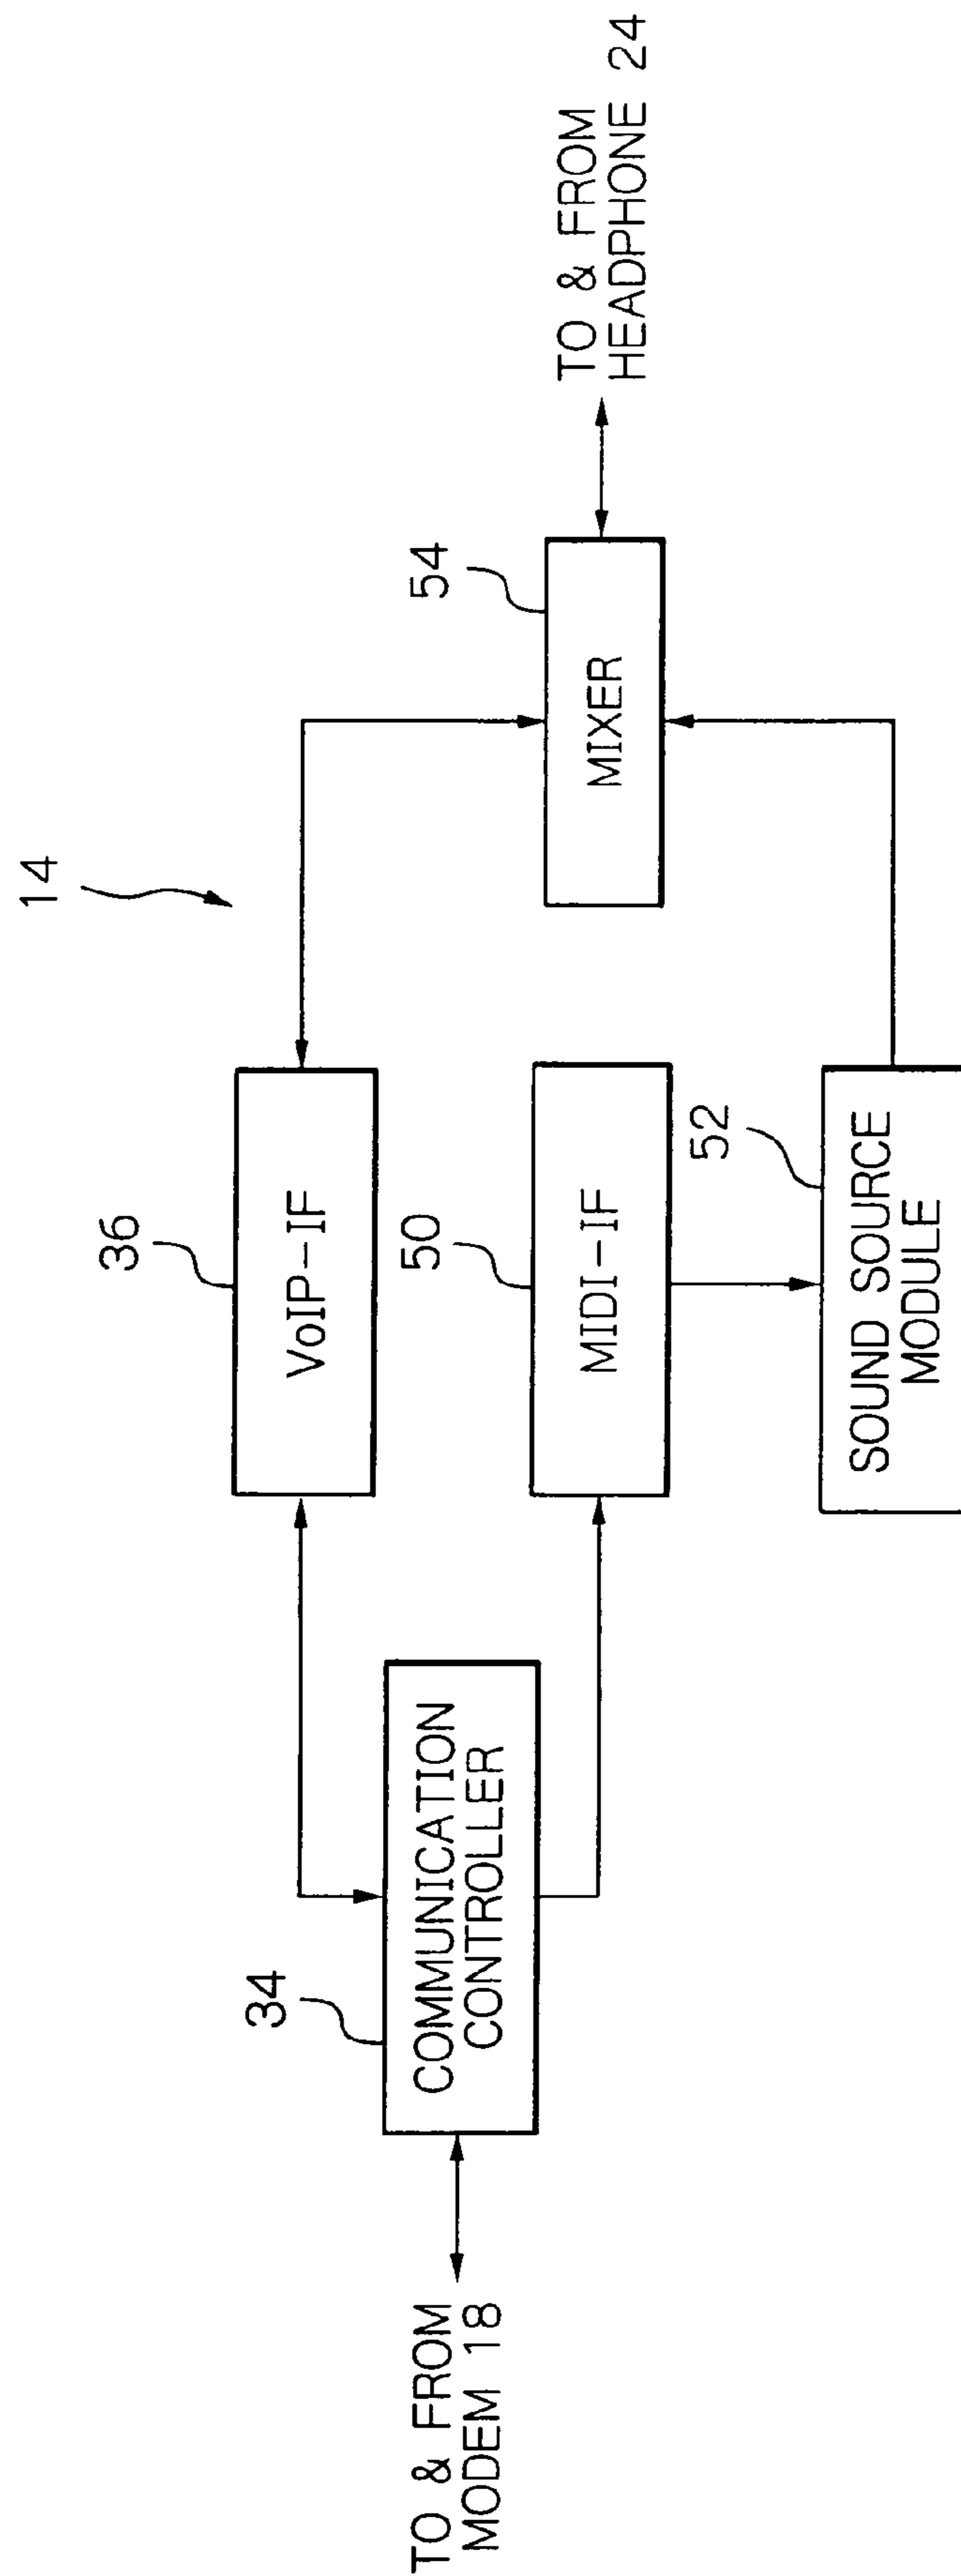 14
36
VoIP-IF
34
COMMUNICATION
CONTROLLER
TO & FROM
MODEM 18
50
MIDI-IF
54
MIXER
TO & FROM
HEADPHONE 24
52
SOUND SOURCE
MODULE